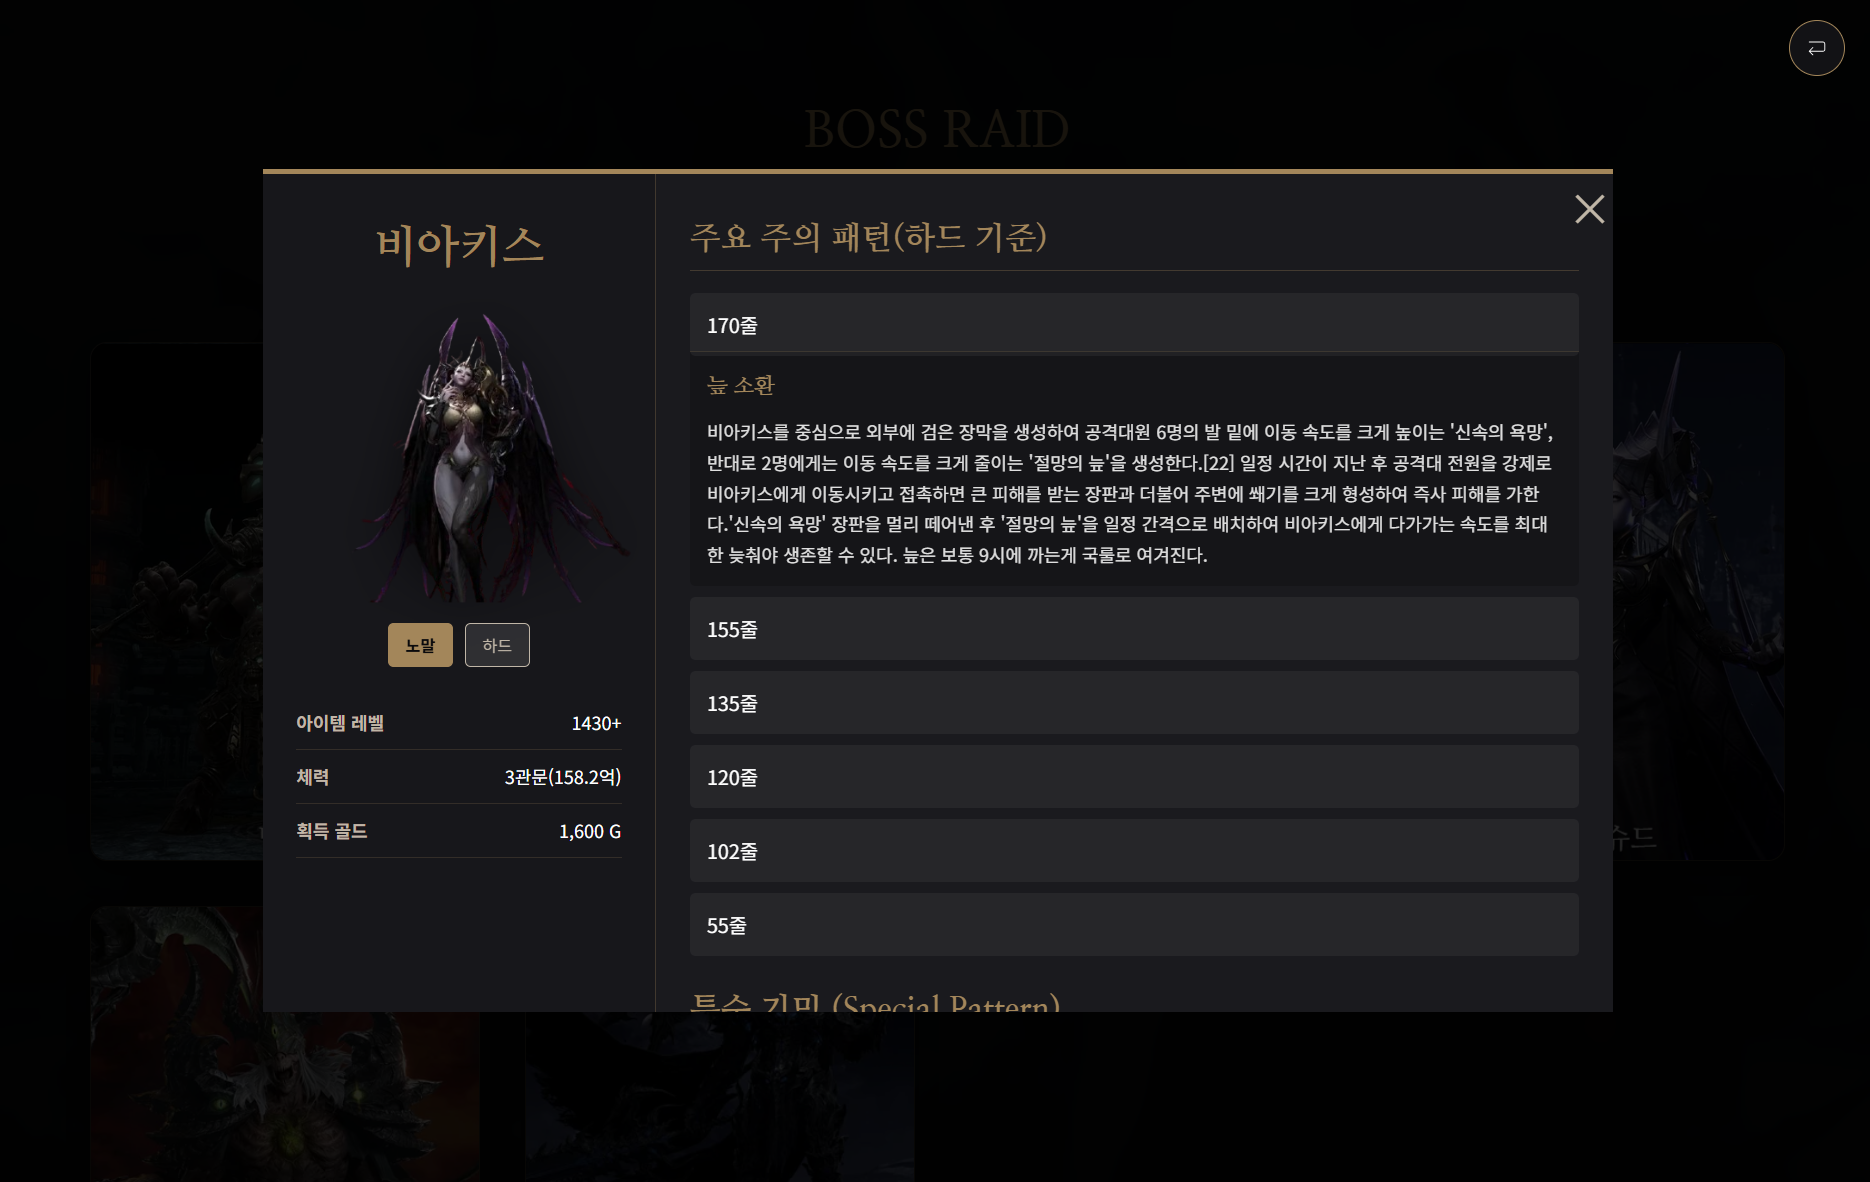 BOSS RAID
비아키스
노말
하드
아이템 레벨 1430+
체력 3관문(158.2억)
획득 골드 1,600 G
주요 주의 패턴(하드 기준)
170줄
늪 소환
비아키스를 중심으로 외부에 검은 장막을 생성하여 공격대원 6명의 발 밑에 이동 속도를 크게 높이는 '신속의 욕망',
반대로 2명에게는 이동 속도를 크게 줄이는 '절망의 늪'을 생성한다.[22] 일정 시간이 지난 후 공격대 전원을 강제로
비아키스에게 이동시키고 접촉하면 큰 피해를 받는 장판과 더불어 주변에 쐐기를 크게 형성하여 즉사 피해를 가한
다.'신속의 욕망' 장판을 멀리 떼어낸 후 '절망의 늪'을 일정 간격으로 배치하여 비아키스에게 다가가는 속도를 최대
한 늦춰야 생존할 수 있다. 늪은 보통 9시에 까는게 국룰로 여겨진다.
155줄
135줄
120줄
102줄
55줄
특수 기믹 (Special Pattern)
슈드